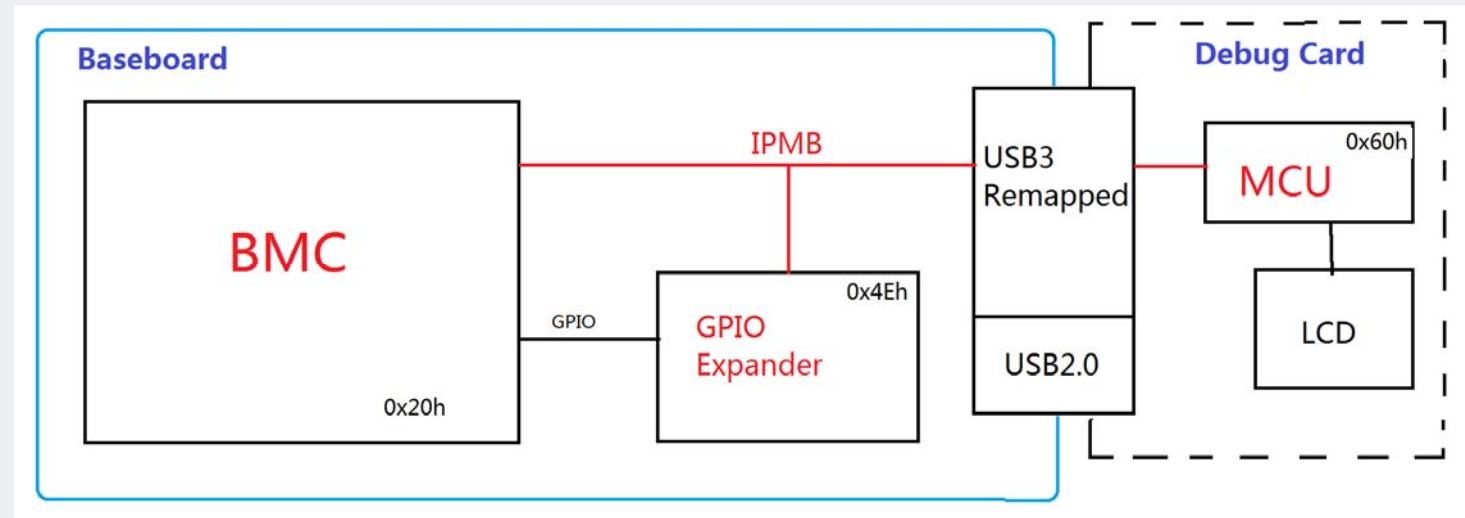 Baseboard
Debug Card
IPMB
USB3
Remapped
0x60h
MCU
BMC
0x4Eh
GPIO
GPIO
Expander
LCD
USB2.0
0x20h